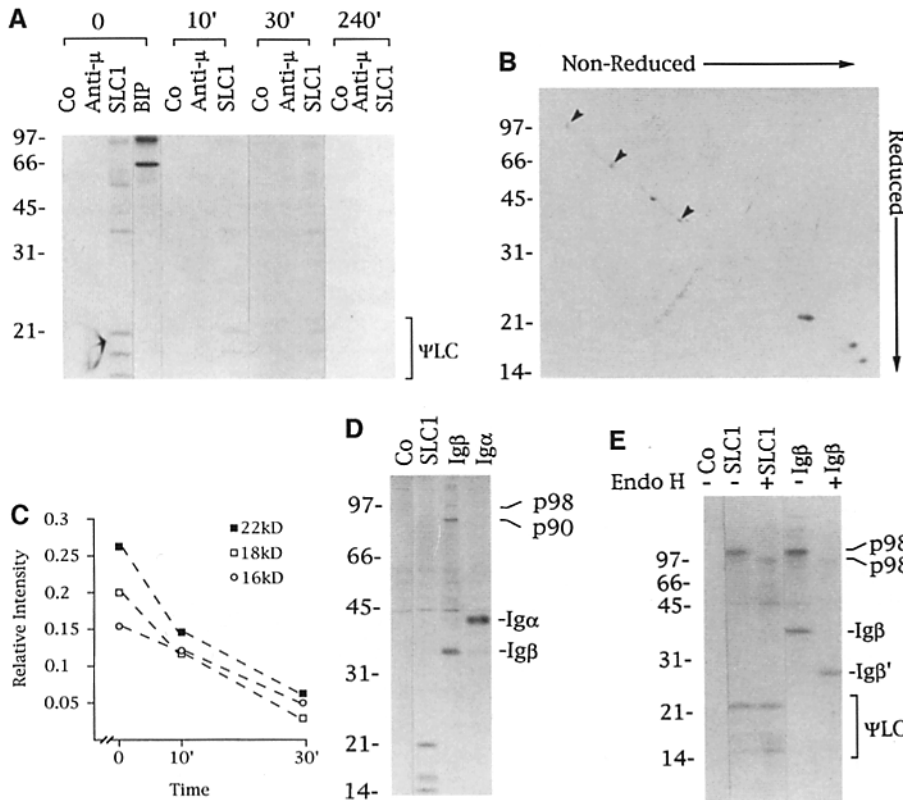 A
0 10' 30' 240'
Co Anti-μ SLC1 BIP Co Anti-μ SLC1 Co Anti-μ SLC1 Co Anti-μ SLC1
97-
66-
45-
31-
21-
ΨLC
B
Non-Reduced
Reduced
97-
66-
45-
31-
21-
14-
C
Relative Intensity
0.3
0.25
0.2
0.15
0.1
0.05
22kD
18kD
16kD
0 10' 30'
Time
D
Co SLC1 Igβ Igα
97-
66-
45-
31-
21-
14-
p98
p90
-Igα
-Igβ
E
Endo H
- Co - SLC1 + SLC1 - Igβ + Igβ
97-
66-
45-
31-
21-
14-
p98
p98
-Igβ
-Igβ'
ΨLC